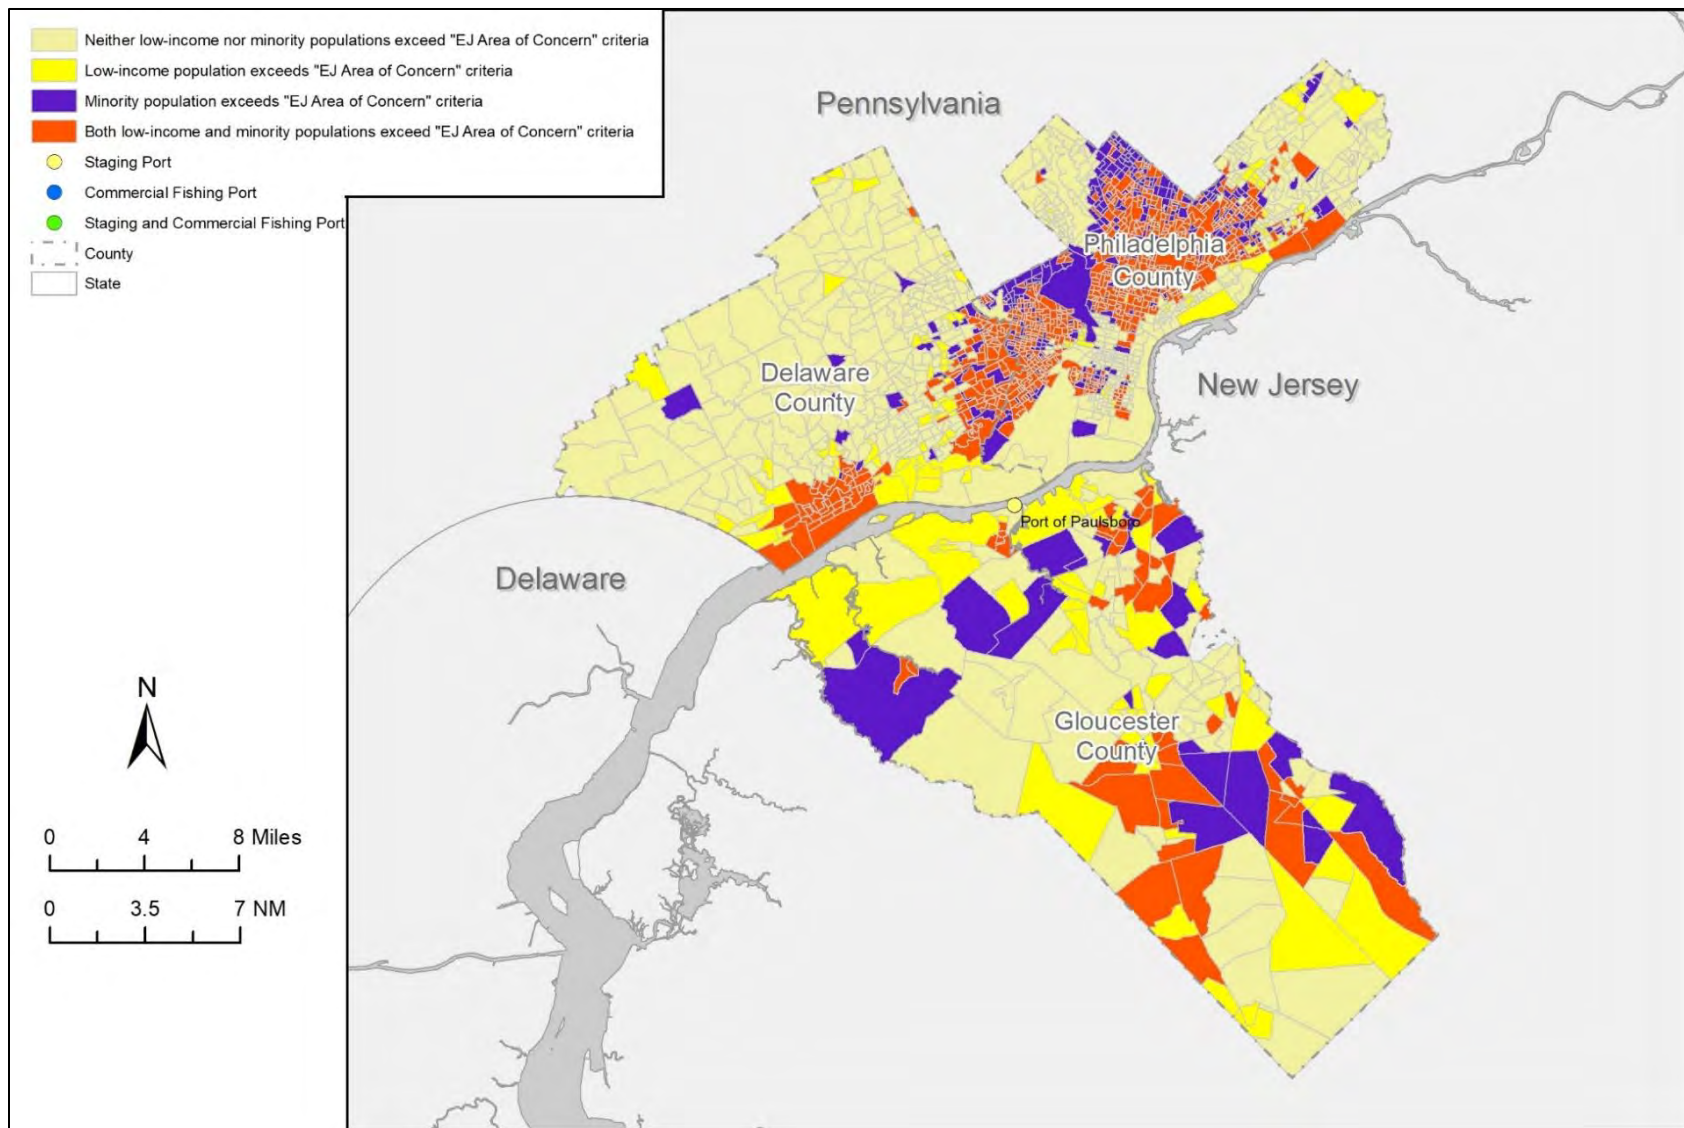 Neither low-income nor minority populations exceed "EJ Area of Concern" criteria
Low-income population exceeds "EJ Area of Concern" criteria
Minority population exceeds "EJ Area of Concern" criteria
Both low-income and minority populations exceed "EJ Area of Concern" criteria
Staging Port
Commercial Fishing Port
Staging and Commercial Fishing Port
County
State
Pennsylvania
Philadelphia
County
Delaware
County
New Jersey
Port of Paulsboro
Delaware
Gloucester
County
N
0 4 8 Miles
0 3.5 7 NM